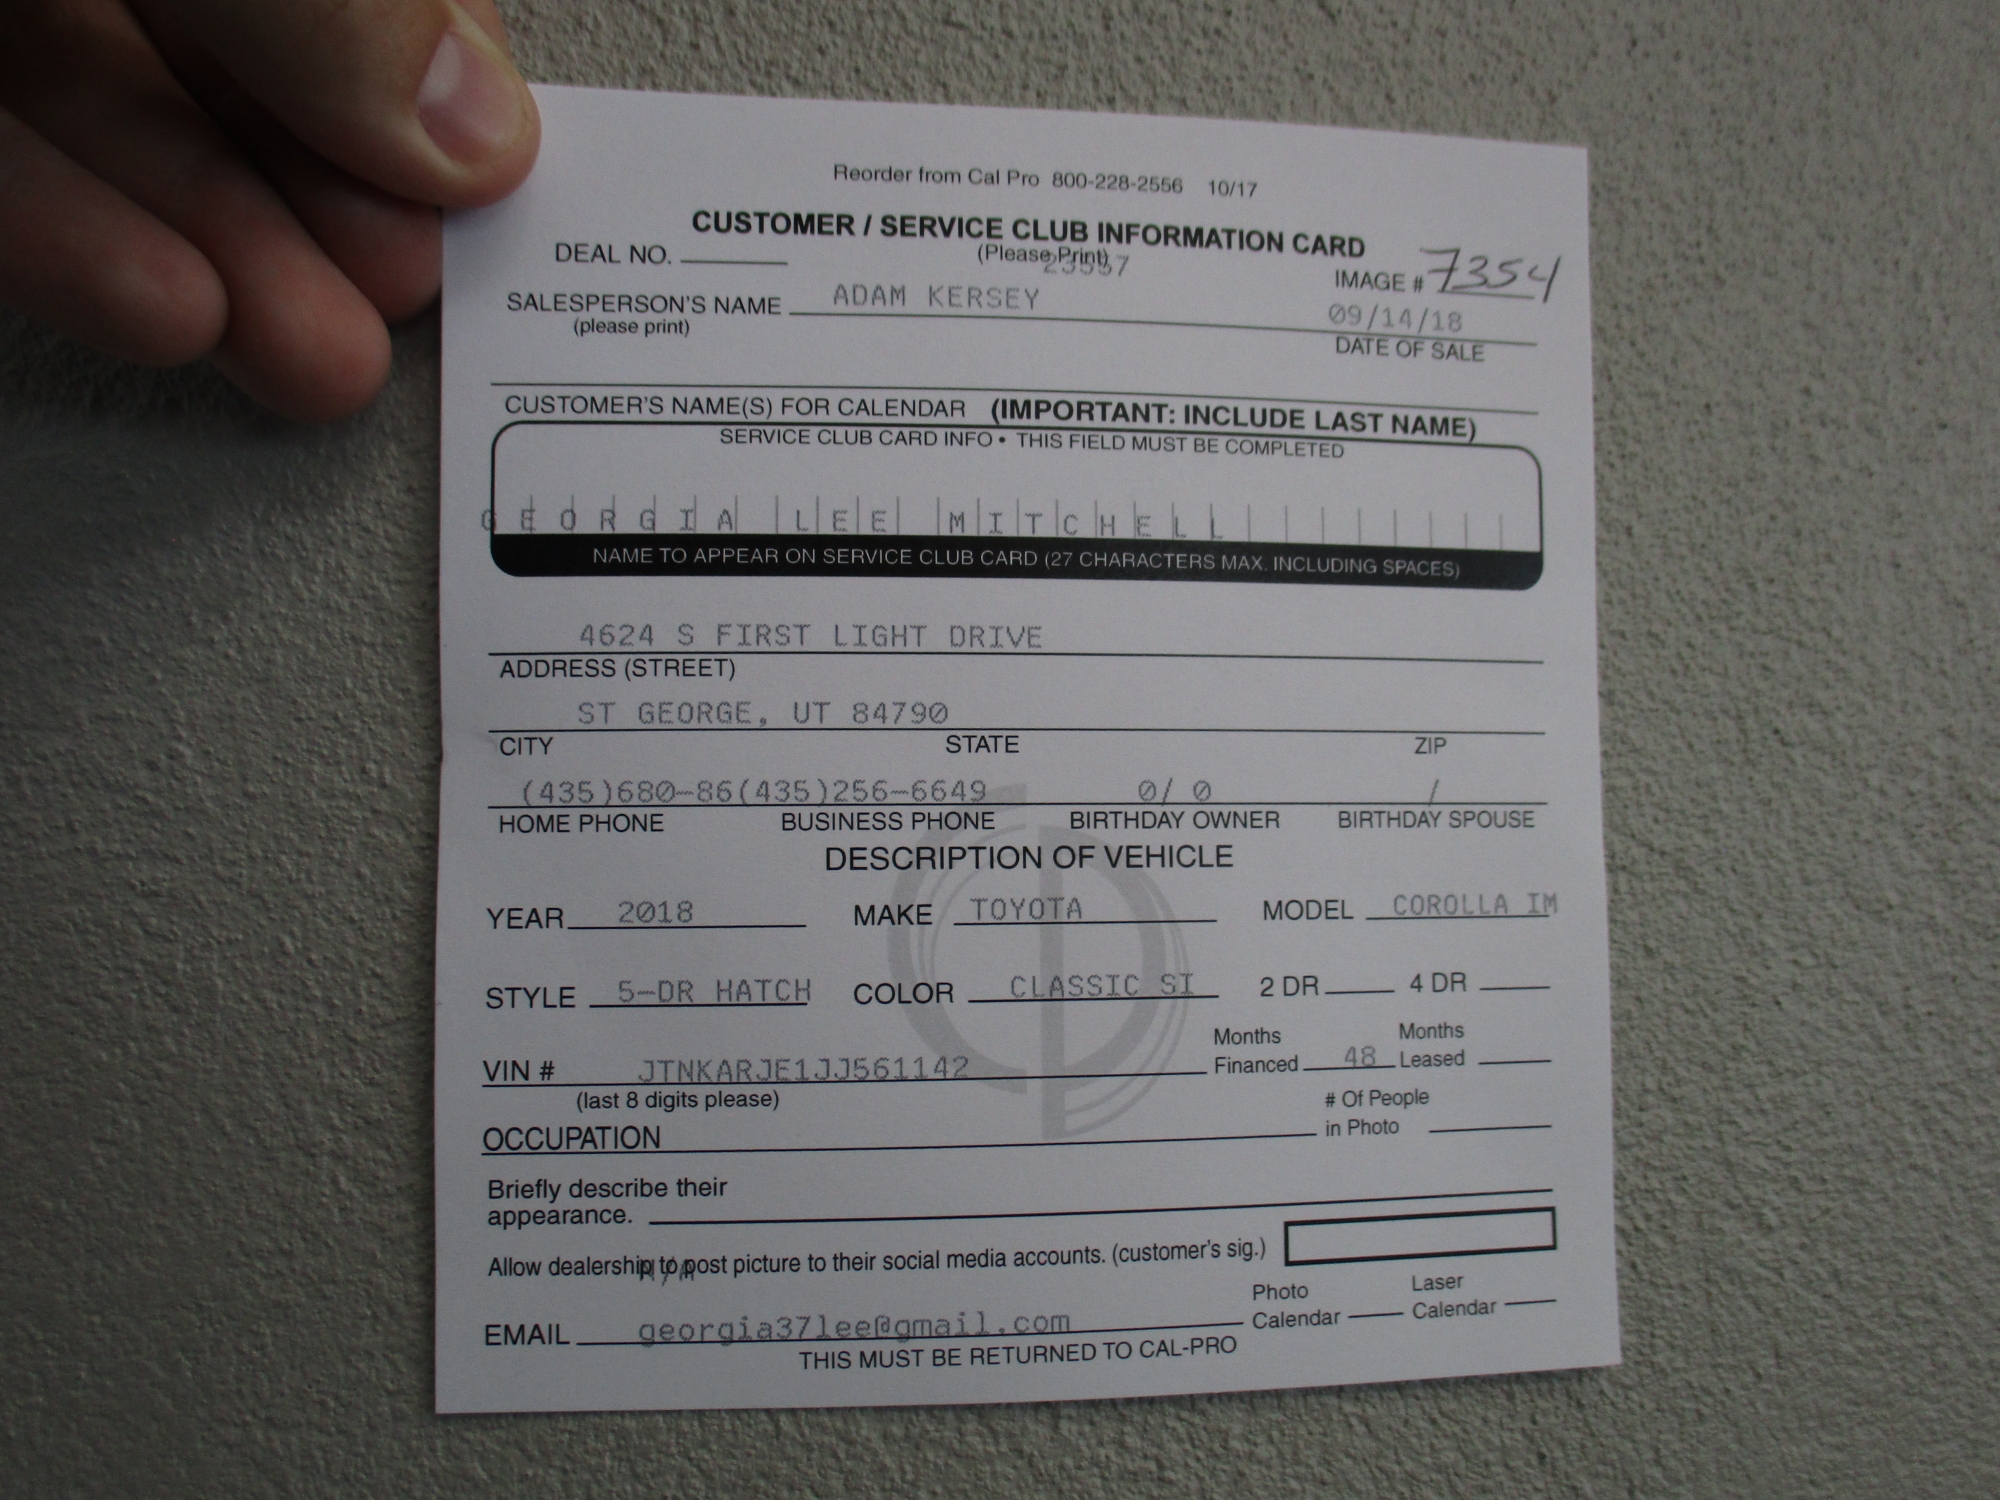 Reorder from Cal Pro 800-228-2556 10/17
CUSTOMER / SERVICE CLUB INFORMATION CARD
DEAL NO. (Please Print) IMAGE # 7354
SALESPERSON'S NAME ADAM KERSEY 09/14/18
(please print) DATE OF SALE
CUSTOMER'S NAME(S) FOR CALENDAR (IMPORTANT: INCLUDE LAST NAME)
SERVICE CLUB CARD INFO • THIS FIELD MUST BE COMPLETED
GEORGIA LEE MITCHELL
NAME TO APPEAR ON SERVICE CLUB CARD (27 CHARACTERS MAX. INCLUDING SPACES)
4624 S FIRST LIGHT DRIVE
ADDRESS (STREET)
ST GEORGE, UT 84790
CITY STATE ZIP
(435)680-86(435)256-6649 0/ 0 /
HOME PHONE BUSINESS PHONE BIRTHDAY OWNER BIRTHDAY SPOUSE
DESCRIPTION OF VEHICLE
YEAR 2018 MAKE TOYOTA MODEL COROLLA IM
STYLE 5-DR HATCH COLOR CLASSIC SI 2 DR 4 DR
Months Months
VIN # JTNKARJE1JJ561142 Financed 48 Leased
(last 8 digits please) # Of People
OCCUPATION in Photo
Briefly describe their
appearance.
Allow dealership to post picture to their social media accounts. (customer's sig.)
N/A
Photo Laser
EMAIL georgia37lee@gmail.com Calendar Calendar
THIS MUST BE RETURNED TO CAL-PRO